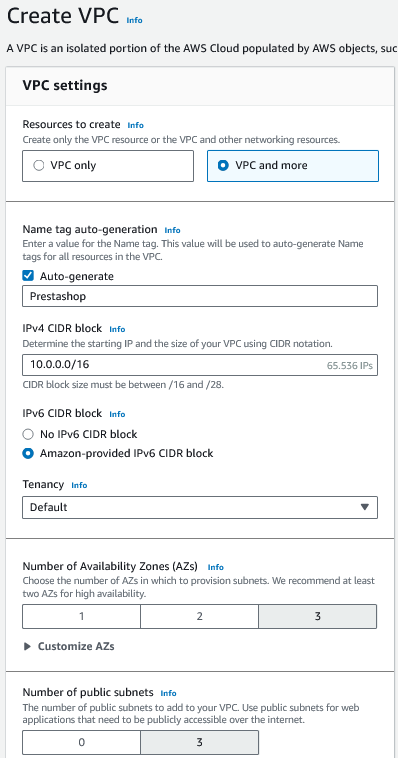 Create VPC Info
A VPC is an isolated portion of the AWS Cloud populated by AWS objects, suc
VPC settings
Resources to create Info
Create only the VPC resource or the VPC and other networking resources.
VPC only
VPC and more
Name tag auto-generation Info
Enter a value for the Name tag. This value will be used to auto-generate Name
tags for all resources in the VPC.
Auto-generate
Prestashop
IPv4 CIDR block Info
Determine the starting IP and the size of your VPC using CIDR notation.
10.0.0.0/16 65.536 IPs
CIDR block size must be between /16 and /28.
IPv6 CIDR block Info
No IPv6 CIDR block
Amazon-provided IPv6 CIDR block
Tenancy Info
Default
Number of Availability Zones (AZs) Info
Choose the number of AZs in which to provision subnets. We recommend at least
two AZs for high availability.
1 2 3
Customize AZs
Number of public subnets Info
The number of public subnets to add to your VPC. Use public subnets for web
applications that need to be publicly accessible over the internet.
0 3